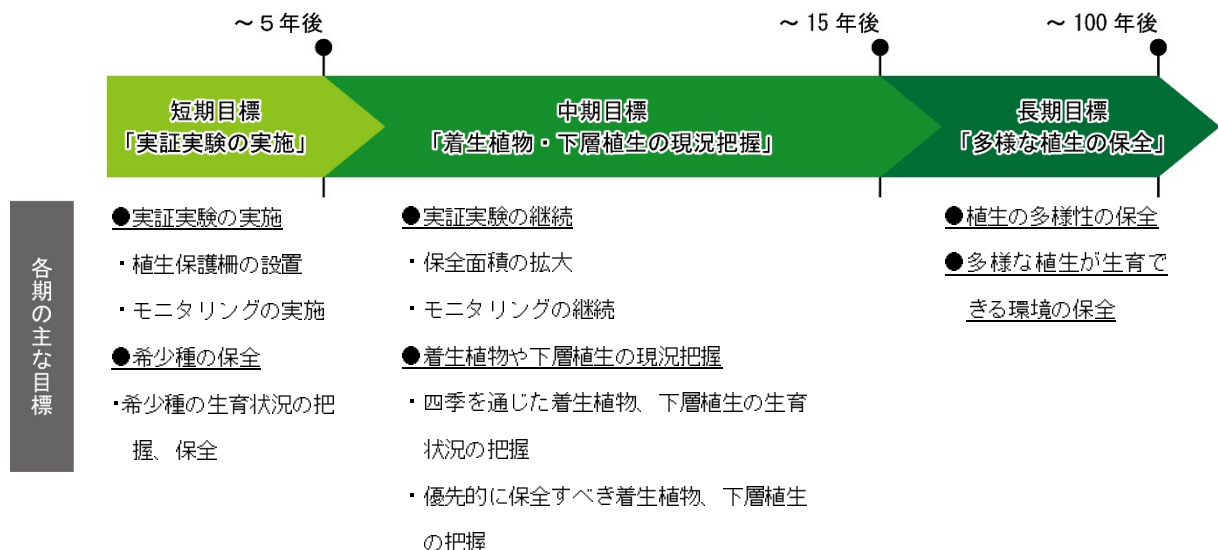 ～５年後
～15年後
～100年後
短期目標
「実証実験の実施」
中期目標
「着生植物・下層植生の現況把握」
長期目標
「多様な植生の保全」
各期の主な目標
●実証実験の実施
・植生保護柵の設置
・モニタリングの実施
●希少種の保全
・希少種の生育状況の把
握、保全
●実証実験の継続
・保全面積の拡大
・モニタリングの継続
●着生植物や下層植生の現況把握
・四季を通じた着生植物、下層植生の生育
状況の把握
・優先的に保全すべき着生植物、下層植生
の把握
●植生の多様性の保全
●多様な植生が生育で
きる環境の保全